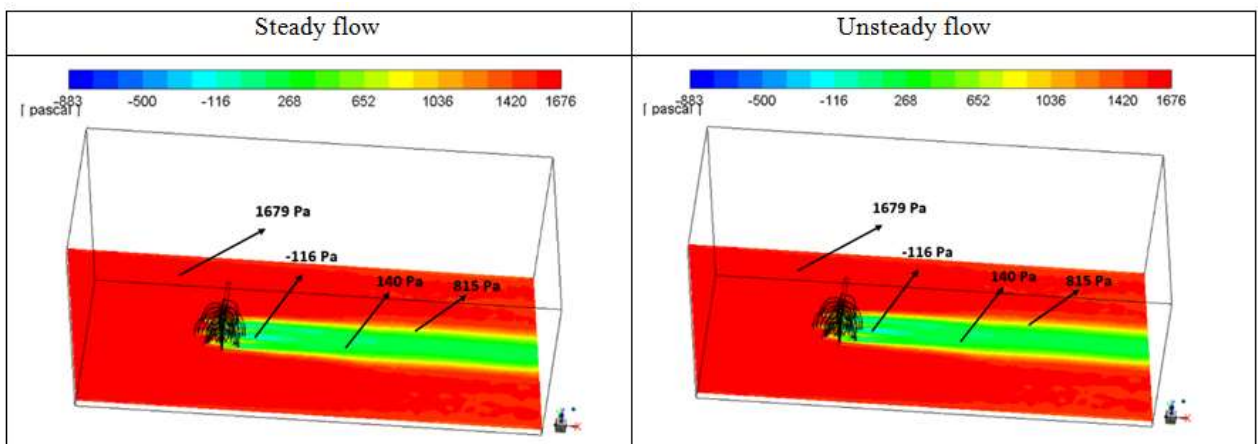 Steady flow
Unsteady flow
-883 -500 -116 268 652 1036 1420 1676
[ pascal ]
1679 Pa
-116 Pa
140 Pa
815 Pa
-883 -500 -116 268 652 1036 1420 1676
[ pascal ]
1679 Pa
-116 Pa
140 Pa
815 Pa